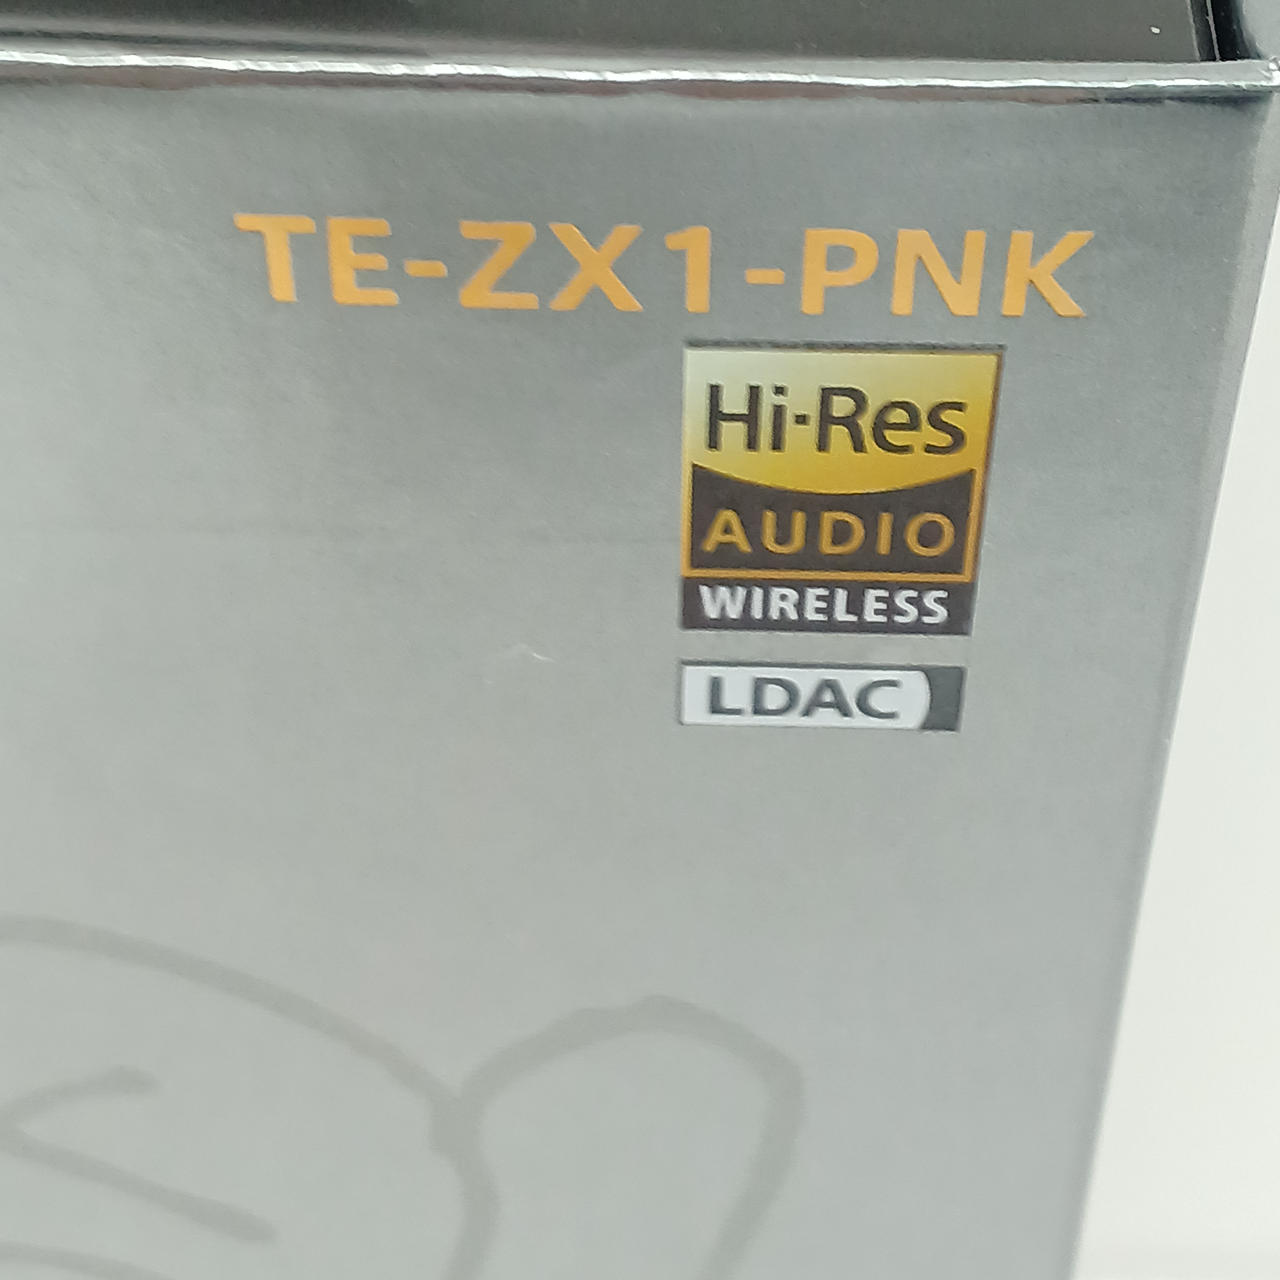 TE-ZX1-PNK
Hi-Res
AUDIO
WIRELESS
LDAC